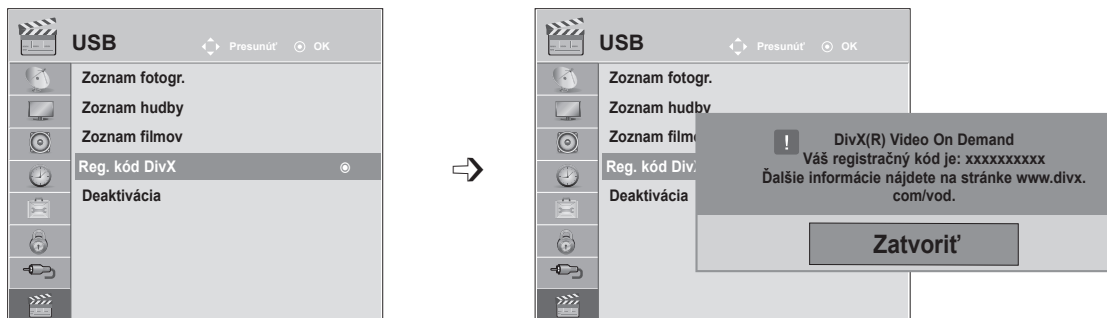 USB
Presunúť OK
Zoznam fotogr.
Zoznam hudby
Zoznam filmov
Reg. kód DivX
Deaktivácia
USB
Presunúť OK
Zoznam fotogr.
Zoznam hudby
Zoznam filmo
Reg. kód DivX
Deaktivácia
! DivX(R) Video On Demand
Váš registračný kód je: xxxxxxxxxx
Ďalšie informácie nájdete na stránke www.divx.
com/vod.
Zatvoriť